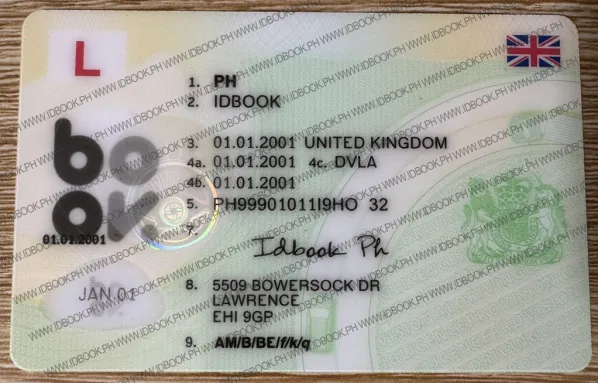 L
1. PH
2. IDBOOK
3. 01.01.2001 UNITED KINGDOM
4a. 01.01.2001 4c. DVLA
4b. 01.01.2001
5. PH99901011I9HO 32
book
01.01.2001
7.
Idbook Ph
JAN 01
8. 5509 BOWERSOCK DR
LAWRENCE
EHI 9GP
9. AM/B/BE/f/k/q
WWW.IDBOOK.PH